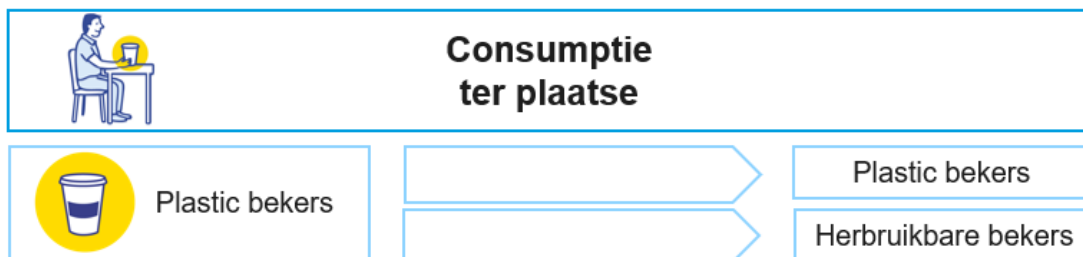 Consumptie
ter plaatse
Plastic bekers
Plastic bekers
Herbruikbare bekers